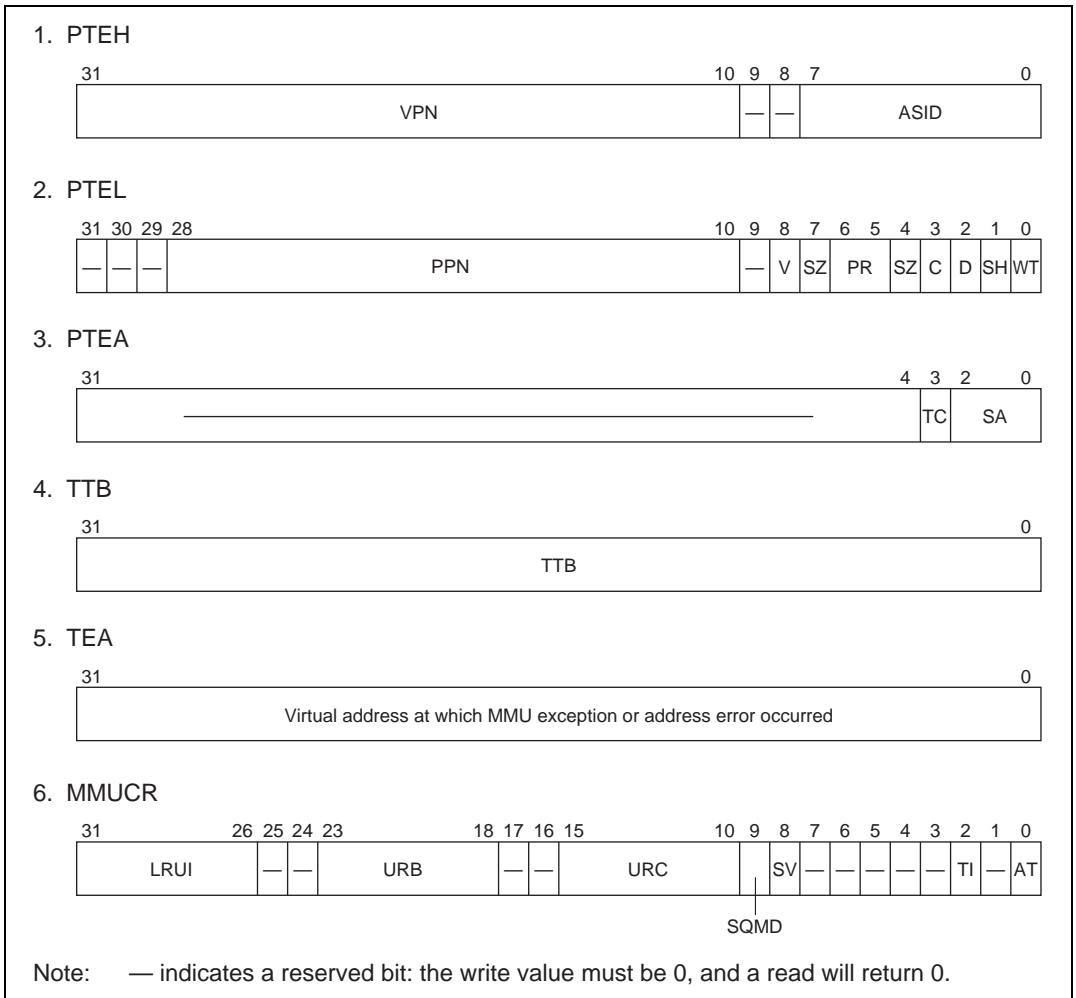 1. PTEH
31 10 9 8 7 0
VPN — — ASID
2. PTEL
31 30 29 28 10 9 8 7 6 5 4 3 2 1 0
— — — PPN — V SZ PR SZ C D SH WT
3. PTEA
31 4 3 2 0
— TC SA
4. TTB
31 0
TTB
5. TEA
31 0
Virtual address at which MMU exception or address error occurred
6. MMUCR
31 26 25 24 23 18 17 16 15 10 9 8 7 6 5 4 3 2 1 0
LRUI — — URB — — URC SV — — — — — TI — AT
SQMD
Note: — indicates a reserved bit: the write value must be 0, and a read will return 0.